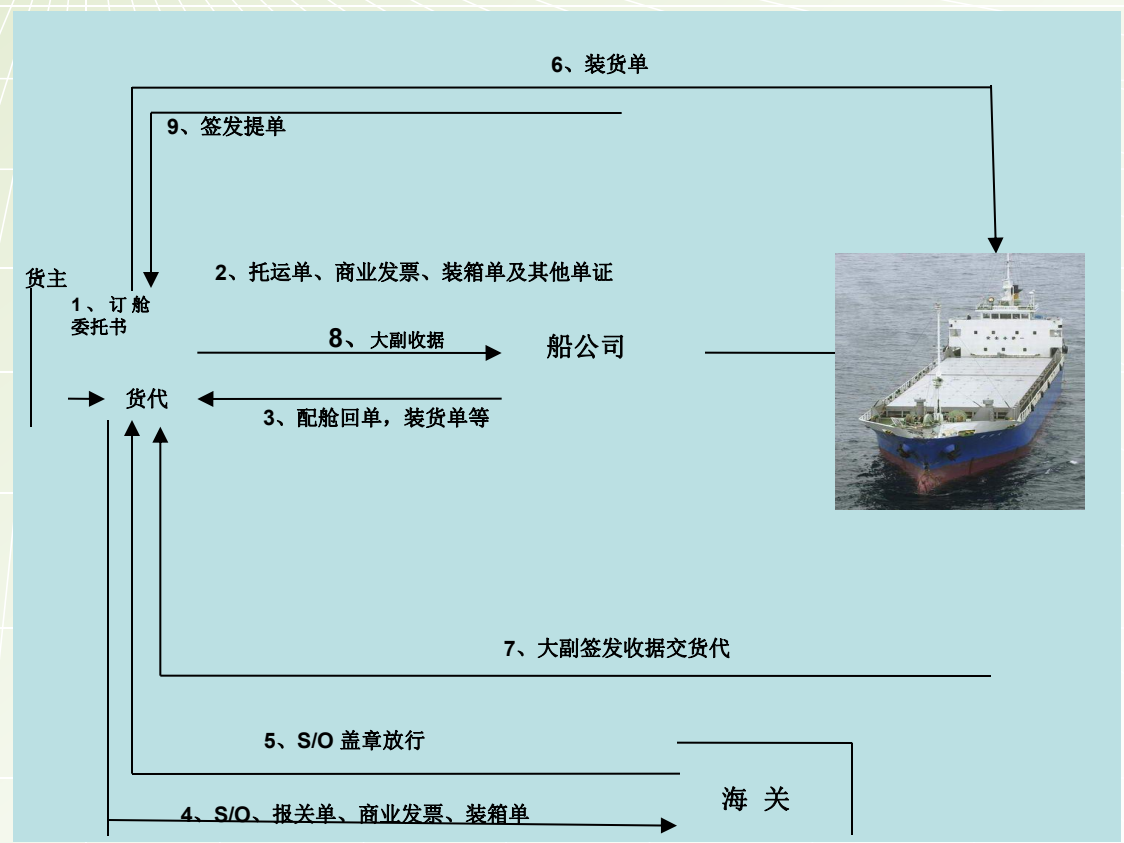 6、装货单
9、签发提单
货主
2、托运单、商业发票、装箱单及其他单证
1、订舱
委托书
8、大副收据
船公司
货代
3、配舱回单，装货单等
7、大副签发收据交货代
5、S/O 盖章放行
海 关
4、S/O、报关单、商业发票、装箱单